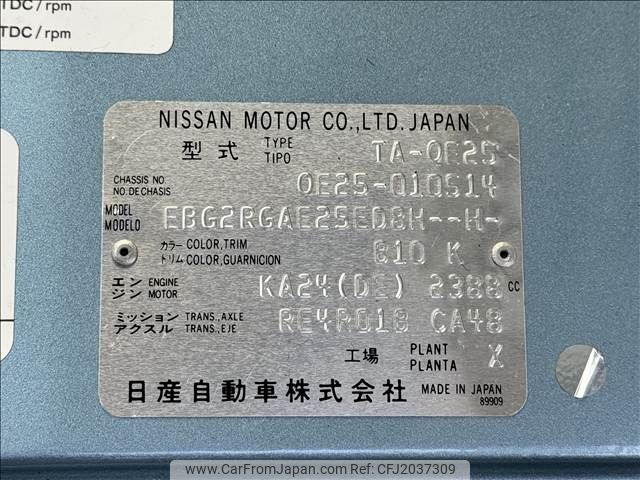 TDC/rpm
TDC/rpm
NISSAN MOTOR CO.,LTD. JAPAN
型式 TYPE TIPO TA-QE25
CHASSIS NO. NO. DE CHASIS QE25-010514
MODEL MODELO EBG2RGAE25ED8H--H-
カラー トリム COLOR,TRIM COLOR,GUARNICION B10 K
エンジン ENGINE MOTOR KA24(DE) 2388 CC
ミッション アクスル TRANS.,AXLE TRANS.,EJE RE4R01B CA48
工場 PLANT PLANTA X
日産自動車株式会社 MADE IN JAPAN
89909
www.CarFromJapan.com - Photo ID: CFJ2037309